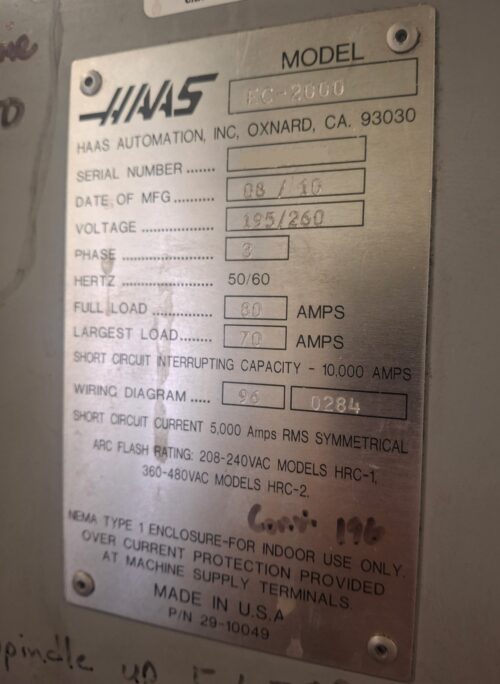 MODEL
HAAS EC-2000
HAAS AUTOMATION, INC, OXNARD, CA. 93030
SERIAL NUMBER .......
DATE OF MFG.......... 08 / 10
VOLTAGE .................. 195/260
PHASE ....................... 3
HERTZ ....................... 50/60
FULL LOAD ............... 80 AMPS
LARGEST LOAD........ 70 AMPS
SHORT CIRCUIT INTERRUPTING CAPACITY - 10,000 AMPS
WIRING DIAGRAM ..... 96 0284
SHORT CIRCUIT CURRENT 5,000 Amps RMS SYMMETRICAL
ARC FLASH RATING: 208-240VAC MODELS HRC-1,
360-480VAC MODELS HRC-2,
196
NEMA TYPE 1 ENCLOSURE-FOR INDOOR USE ONLY.
OVER CURRENT PROTECTION PROVIDED
AT MACHINE SUPPLY TERMINALS
MADE IN U.S.A
P/N 29-10049